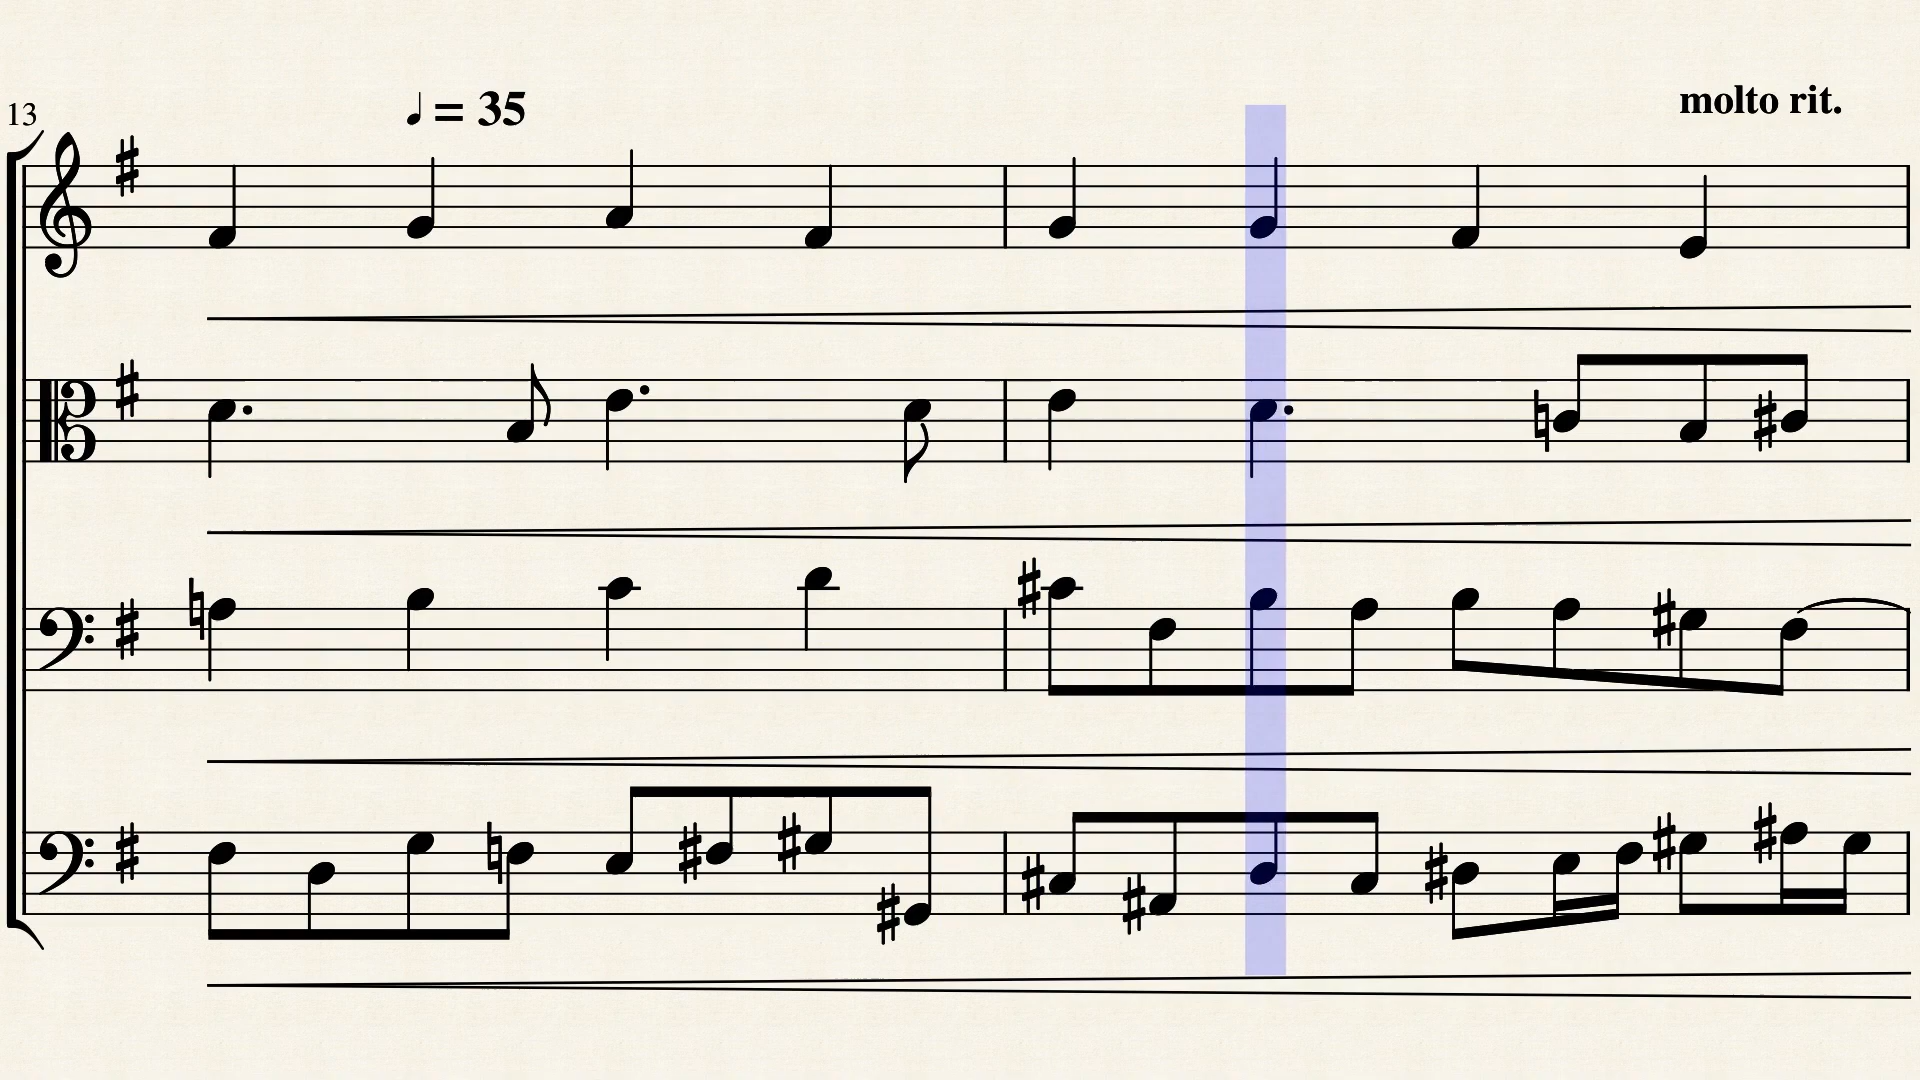 13
♩ = 35
molto rit.